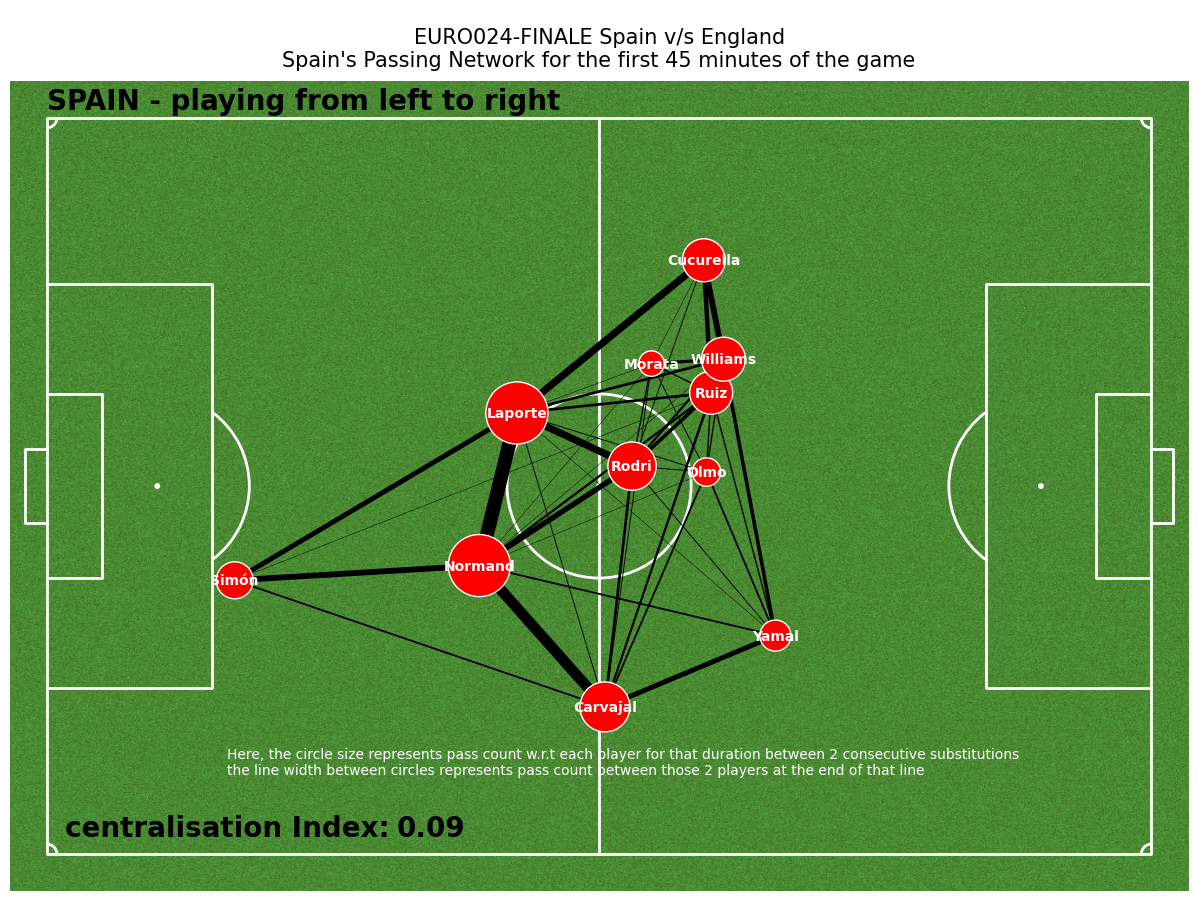 EURO024-FINALE Spain v/s England
Spain's Passing Network for the first 45 minutes of the game
SPAIN - playing from left to right
Cucurella
Morata
Williams
Ruiz
Laporte
Rodri
Olmo
Normand
Simón
Yamal
Carvajal
Here, the circle size represents pass count w.r.t each player for that duration between 2 consecutive substitutions
the line width between circles represents pass count between those 2 players at the end of that line
centralisation Index: 0.09